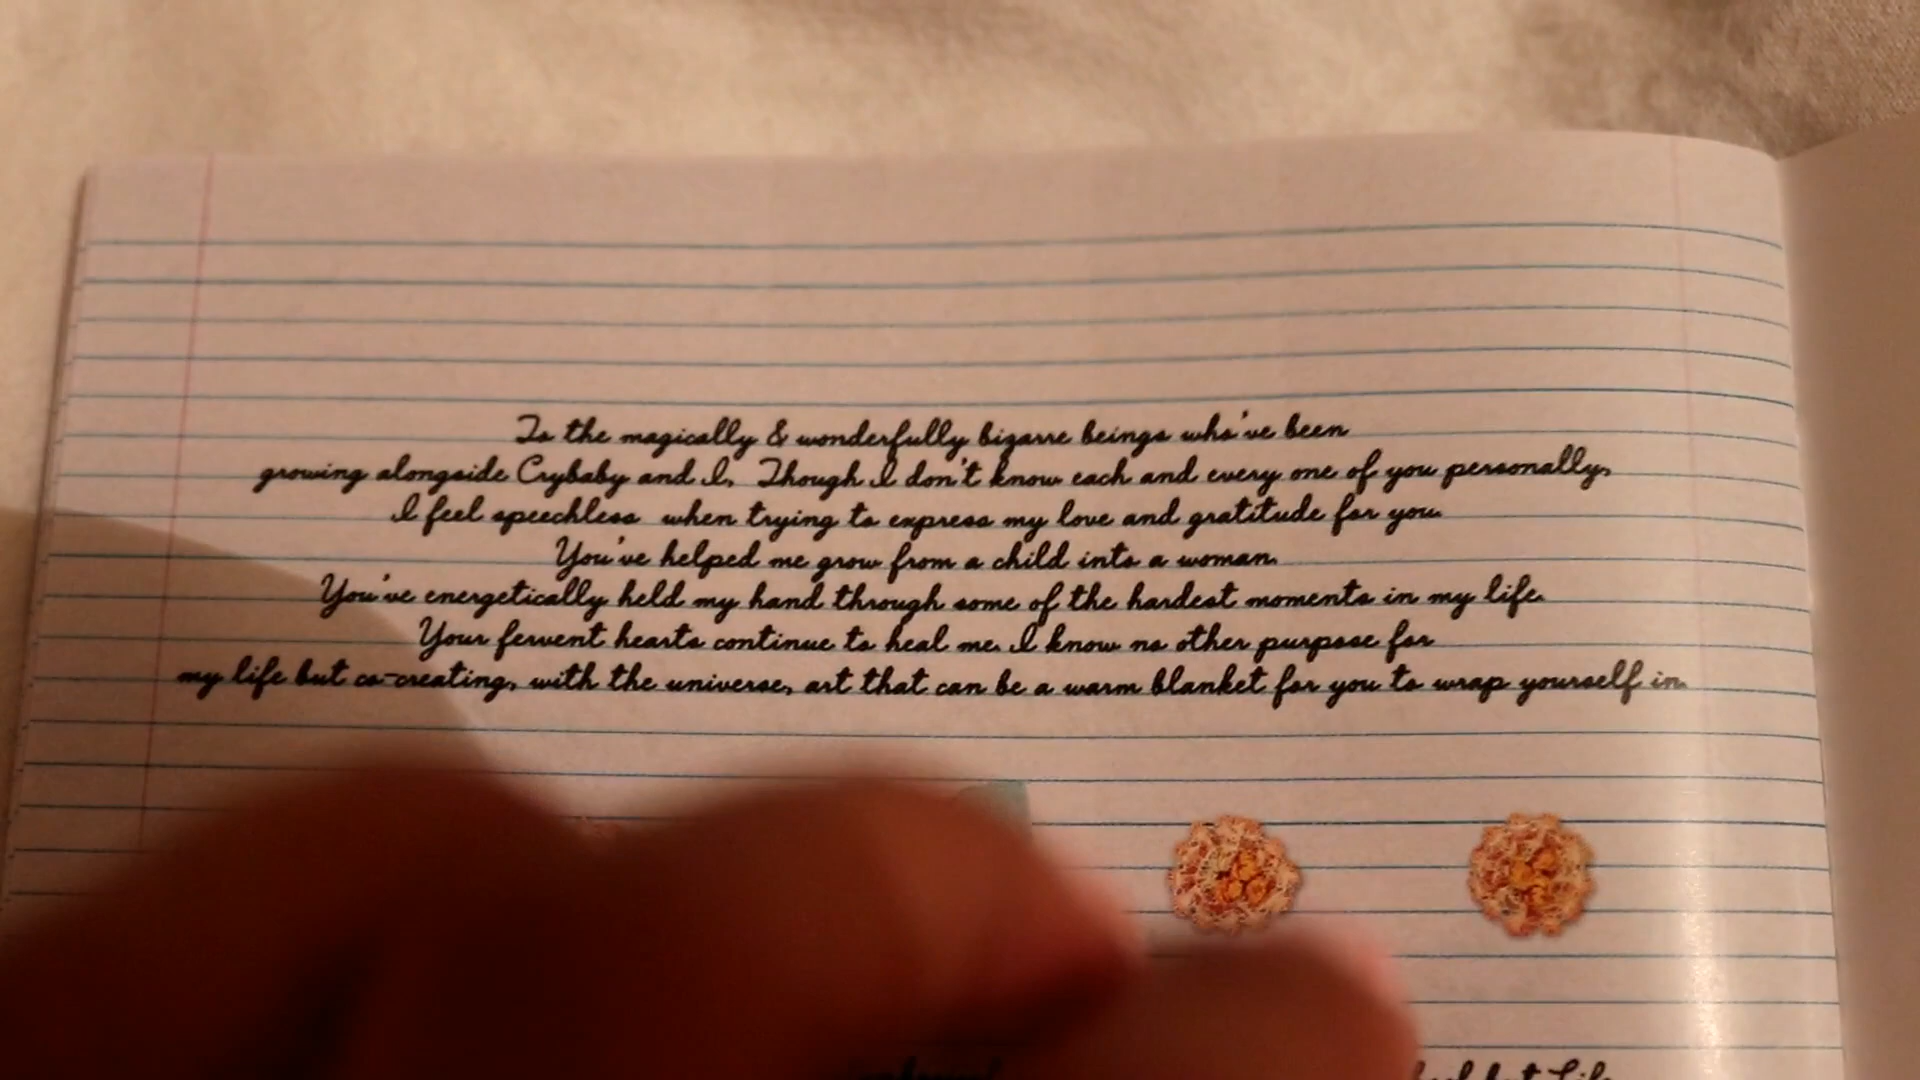 To the magically & wonderfully bizarre beings who've been
growing alongside Crybaby and I. Though I don't know each and every one of you personally,
I feel speechless when trying to express my love and gratitude for you.
You've helped me grow from a child into a woman.
You've energetically held my hand through some of the hardest moments in my life.
Your fervent hearts continue to heal me. I know no other purpose for
my life but co-creating, with the universe, art that can be a warm blanket for you to wrap yourself in.
but Life